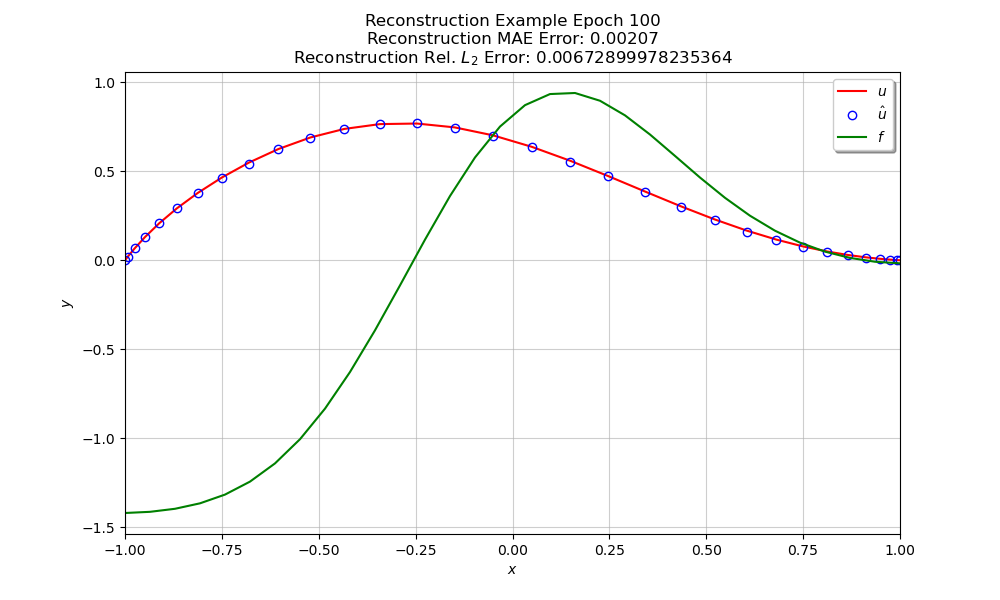 Reconstruction Example Epoch 100
Reconstruction MAE Error: 0.00207
Reconstruction Rel. $L_2$ Error: 0.00672899978235364
u
û
f
1.0
0.5
0.0
−0.5
−1.0
−1.5
y
−1.00 −0.75 −0.50 −0.25 0.00 0.25 0.50 0.75 1.00
x